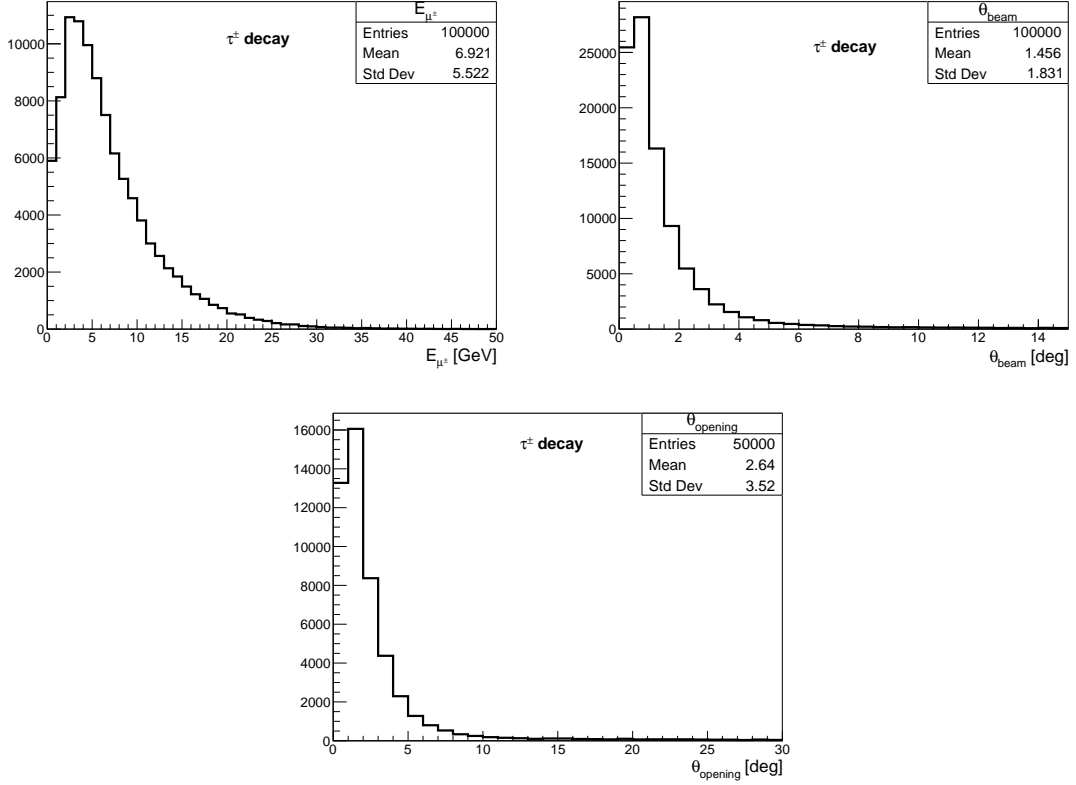 E_μ±
Entries 100000
Mean 6.921
Std Dev 5.522
τ± decay
10000
8000
6000
4000
2000
0
0 5 10 15 20 25 30 35 40 45 50
E_μ± [GeV]
θ_beam
Entries 100000
Mean 1.456
Std Dev 1.831
τ± decay
25000
20000
15000
10000
5000
0
0 2 4 6 8 10 12 14
θ_beam [deg]
θ_opening
Entries 50000
Mean 2.64
Std Dev 3.52
τ± decay
16000
14000
12000
10000
8000
6000
4000
2000
0
0 5 10 15 20 25 30
θ_opening [deg]